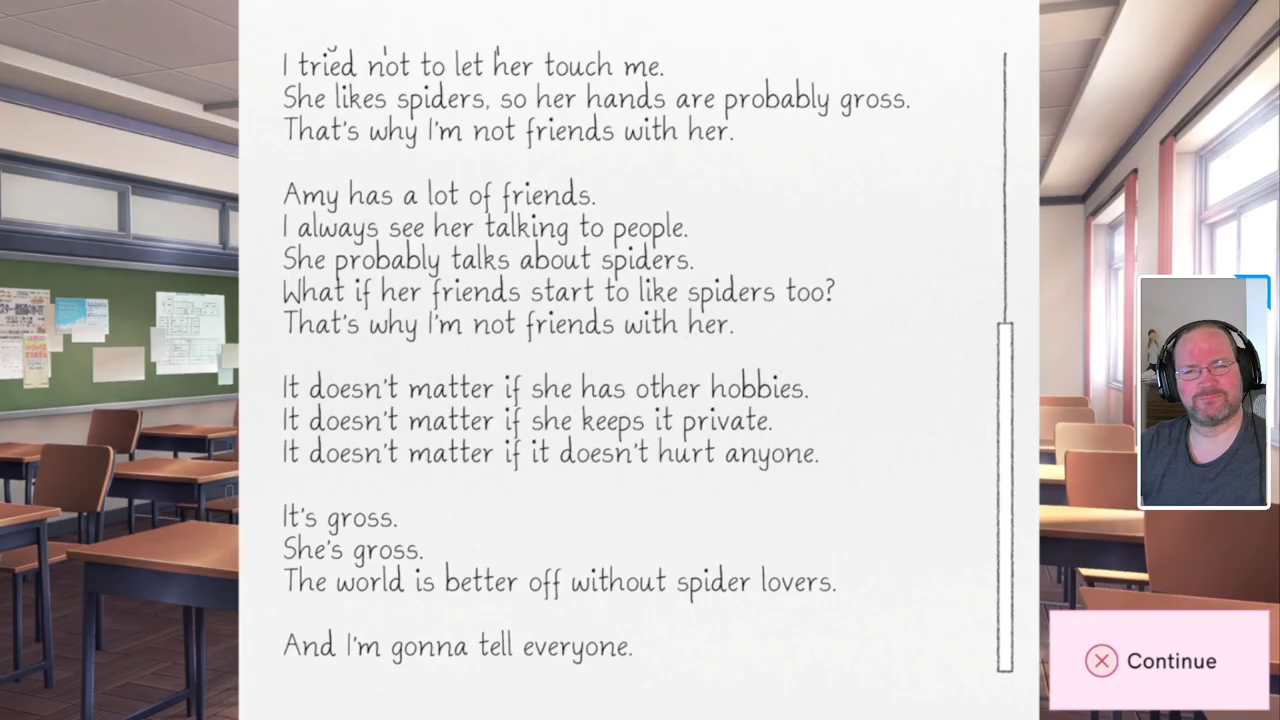 I tried not to let her touch me.
She likes spiders, so her hands are probably gross.
That's why I'm not friends with her.
Amy has a lot of friends.
I always see her talking to people.
She probably talks about spiders.
What if her friends start to like spiders too?
That's why I'm not friends with her.
It doesn't matter if she has other hobbies.
It doesn't matter if she keeps it private.
It doesn't matter if it doesn't hurt anyone.
It's gross.
She's gross.
The world is better off without spider lovers.
And I'm gonna tell everyone.
Continue